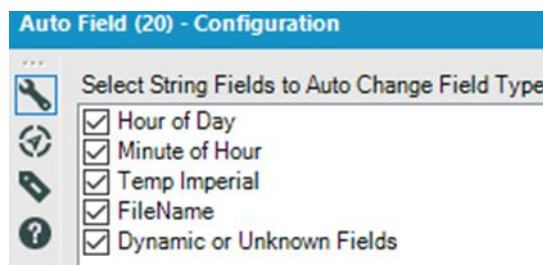 Auto Field (20) - Configuration
Select String Fields to Auto Change Field Type
Hour of Day
Minute of Hour
Temp Imperial
FileName
Dynamic or Unknown Fields